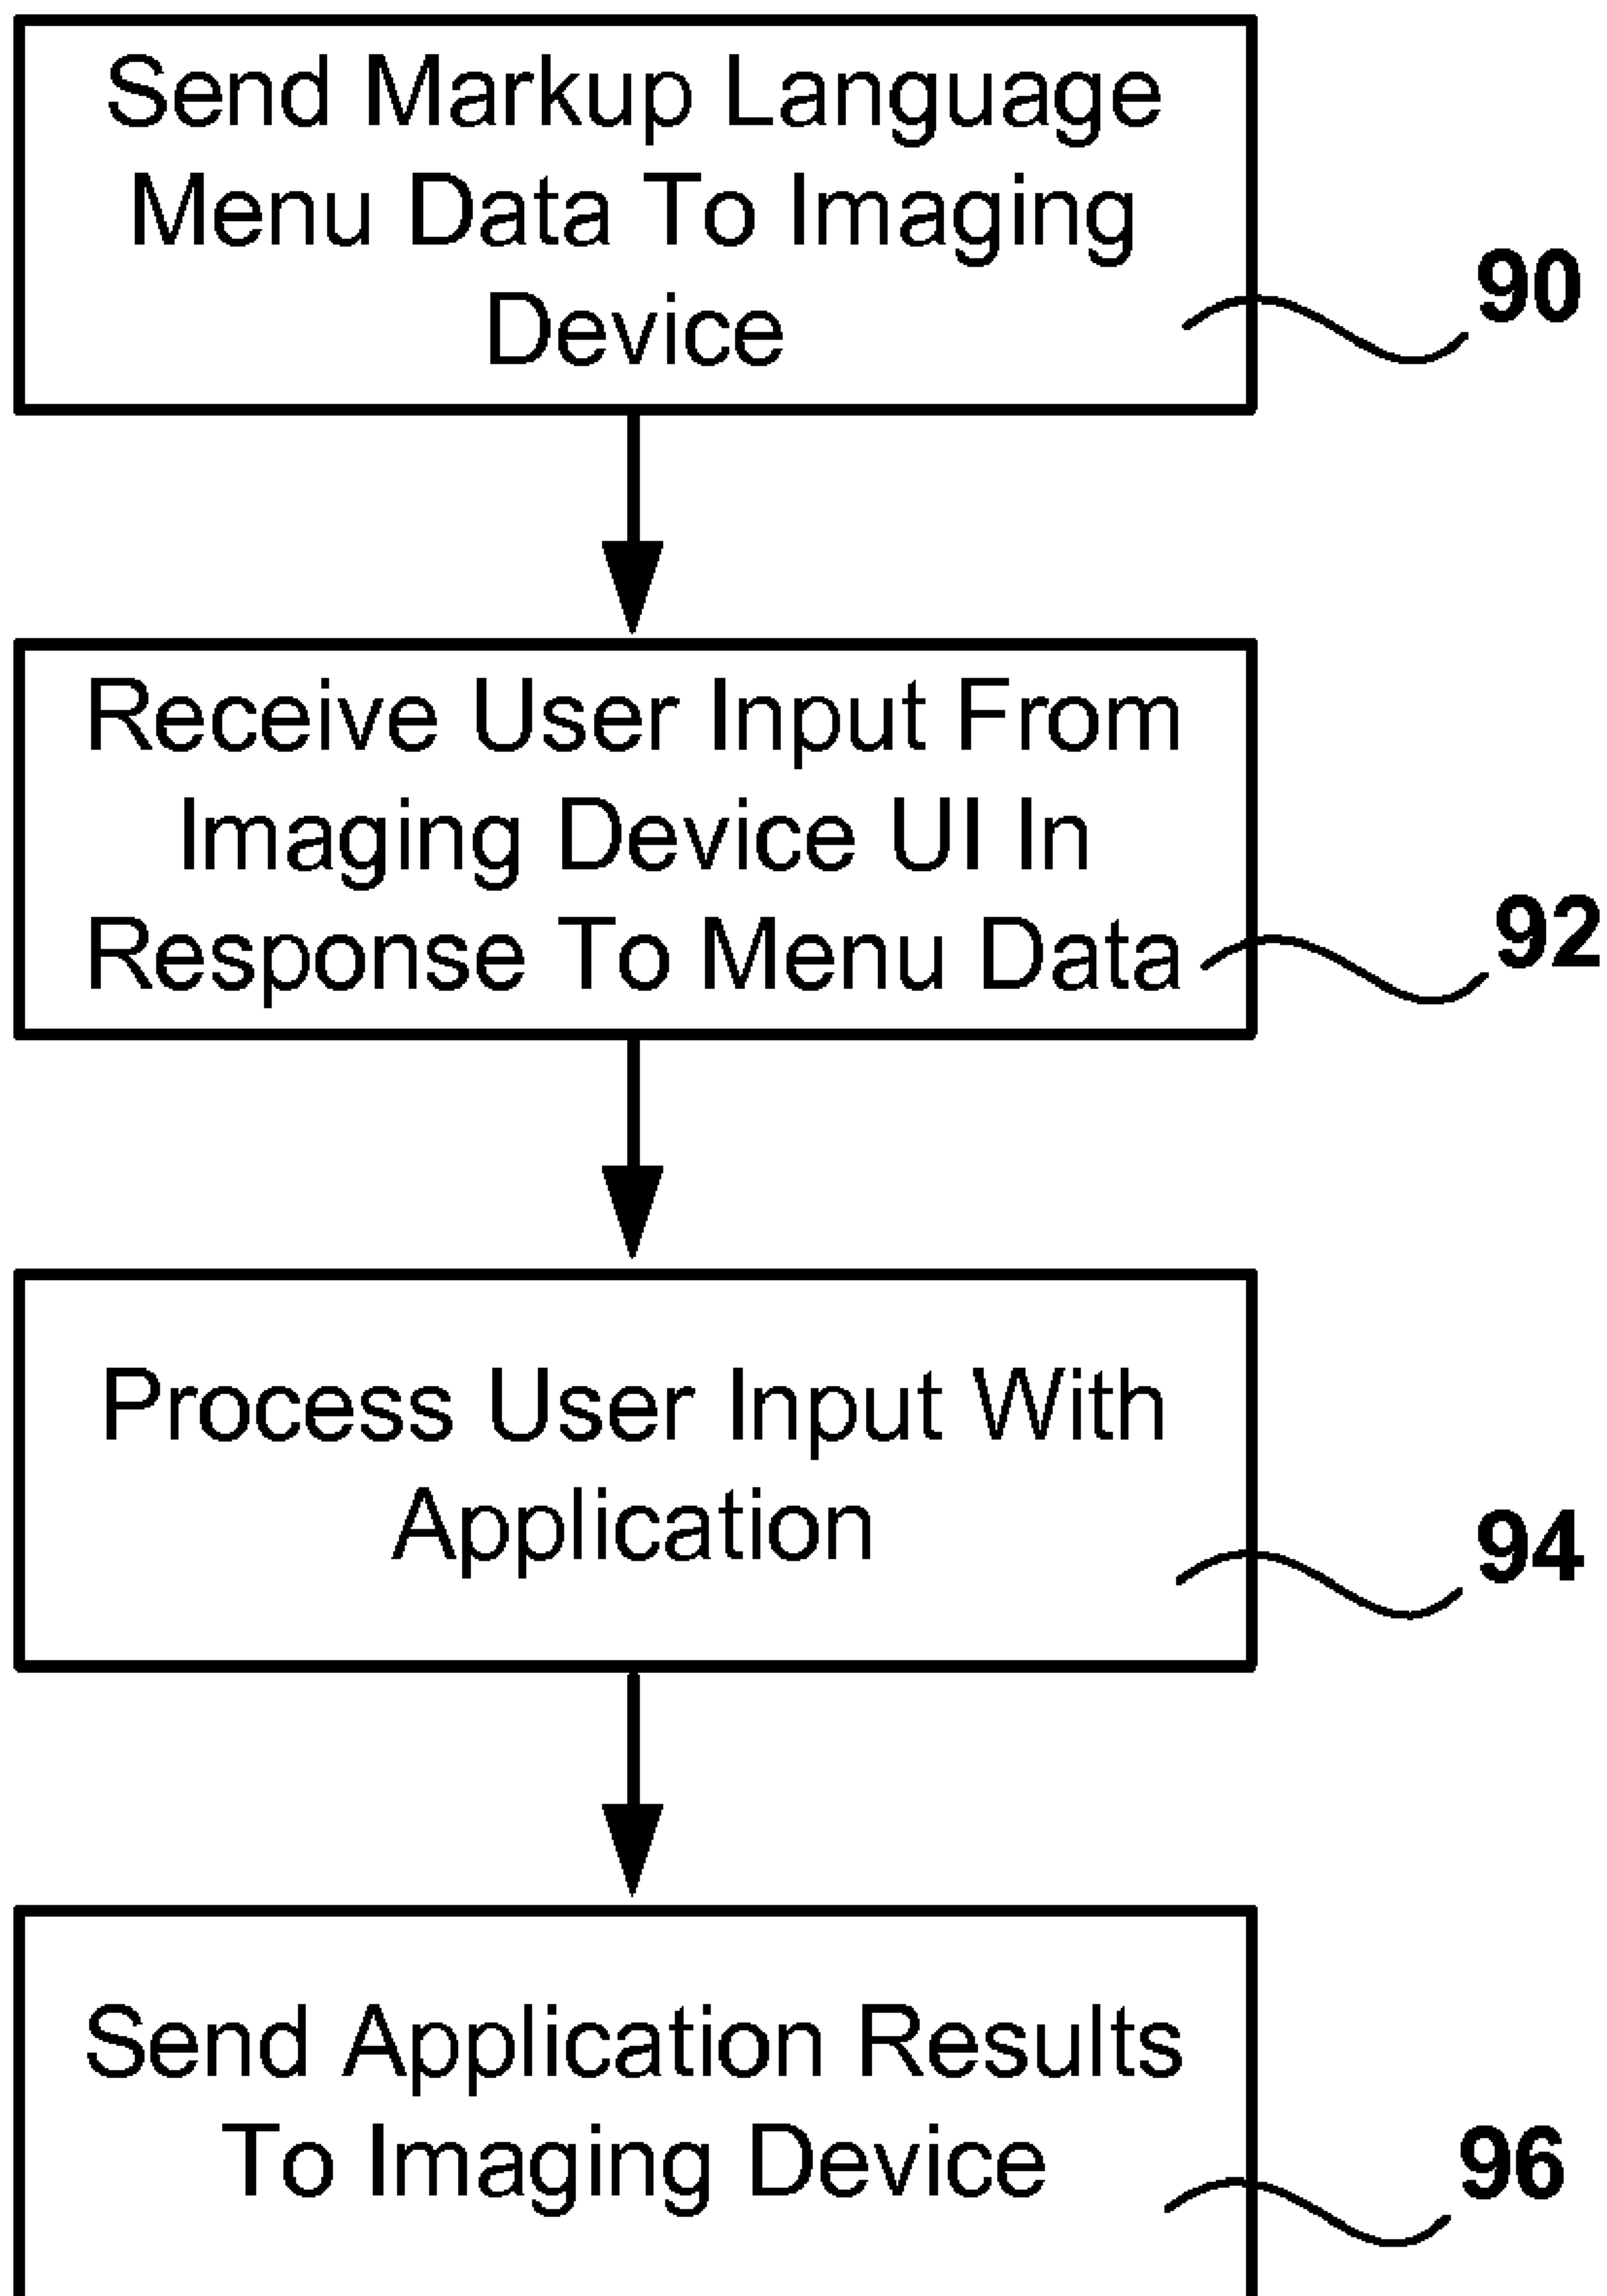 Send Markup Language
Menu Data To Imaging
Device
90
Receive User Input From
Imaging Device UI In
Response To Menu Data
92
Process User Input With
Application
94
Send Application Results
To Imaging Device
96